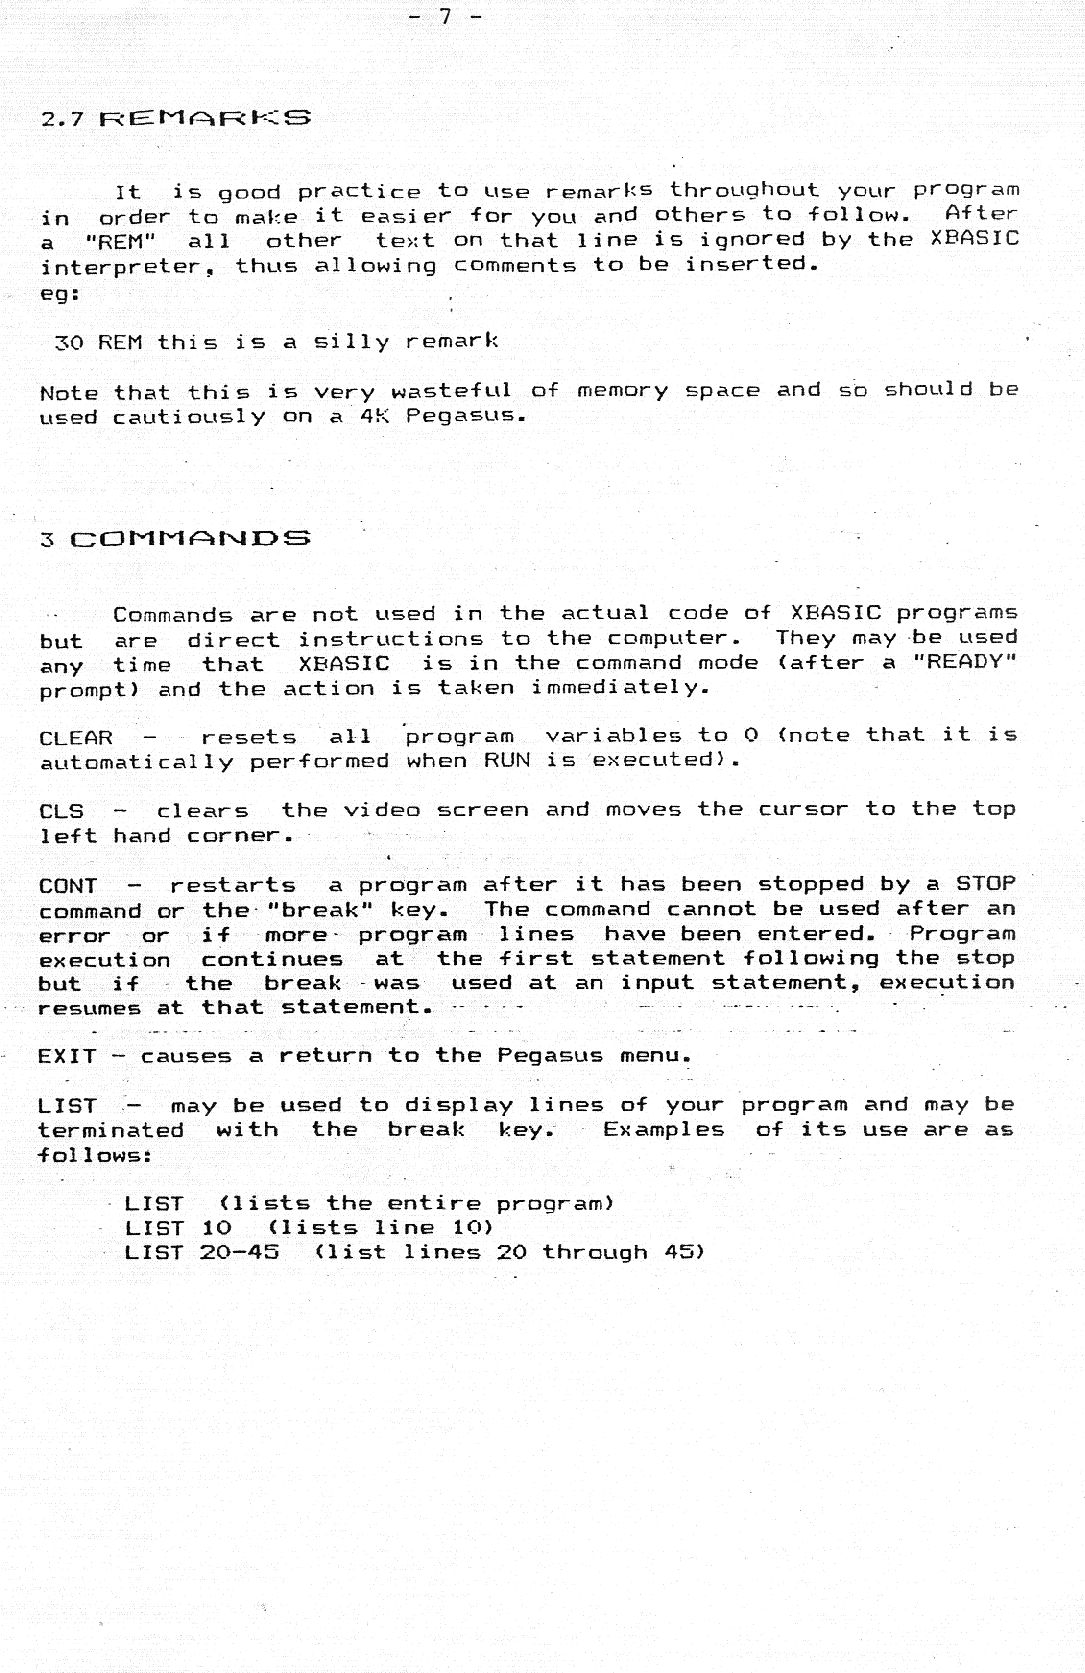 - 7 -
2.7 REMARKS
It is good practice to use remarks throughout your program
in order to make it easier for you and others to follow. After
a "REM" all other text on that line is ignored by the XBASIC
interpreter, thus allowing comments to be inserted.
eg:
30 REM this is a silly remark
Note that this is very wasteful of memory space and so should be
used cautiously on a 4K Pegasus.
3 COMMANDS
Commands are not used in the actual code of XBASIC programs
but are direct instructions to the computer. They may be used
any time that XBASIC is in the command mode (after a "READY"
prompt) and the action is taken immediately.
CLEAR - resets all program variables to 0 (note that it is
automatically performed when RUN is executed).
CLS - clears the video screen and moves the cursor to the top
left hand corner.
CONT - restarts a program after it has been stopped by a STOP
command or the "break" key. The command cannot be used after an
error or if more program lines have been entered. Program
execution continues at the first statement following the stop
but if the break was used at an input statement, execution
resumes at that statement.
EXIT - causes a return to the Pegasus menu.
LIST - may be used to display lines of your program and may be
terminated with the break key. Examples of its use are as
follows:
LIST (lists the entire program)
LIST 10 (lists line 10)
LIST 20-45 (list lines 20 through 45)